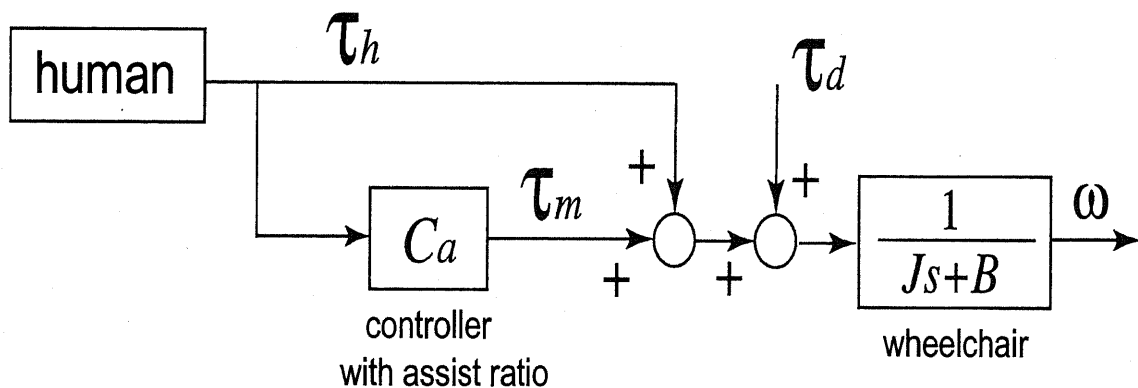 human
τh
τd
+
+
Ca
τm
+
+
1
Js+B
ω
controller
with assist ratio
wheelchair